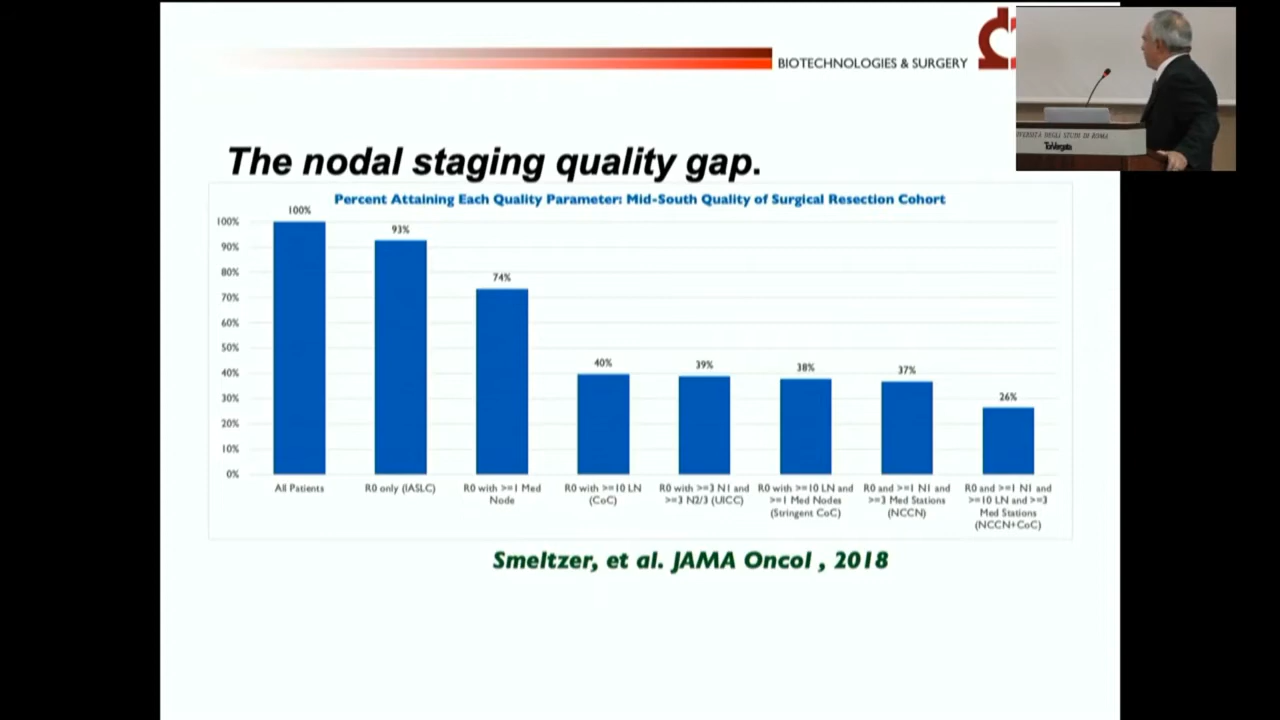 BIOTECHNOLOGIES & SURGERY
DEGLI STUDI DI ROMA
TorVergata
The nodal staging quality gap.
Percent Attaining Each Quality Parameter: Mid-South Quality of Surgical Resection Cohort
100%
90%
80%
70%
60%
50%
40%
30%
20%
10%
0%
100%
93%
74%
40%
39%
38%
37%
26%
All Patients
R0 only (IASLC)
R0 with >=1 Med
Node
R0 with >=10 LN
(CoC)
R0 with >=3 N1 and
>=3 N2/3 (UICC)
R0 with >=10 LN and
>=1 Med Nodes
(Stringent CoC)
R0 and >=1 N1 and
>=3 Med Stations
(NCCN)
R0 and >=1 N1 and
>=10 LN and >=3
Med Stations
(NCCN+CoC)
Smeltzer, et al. JAMA Oncol , 2018